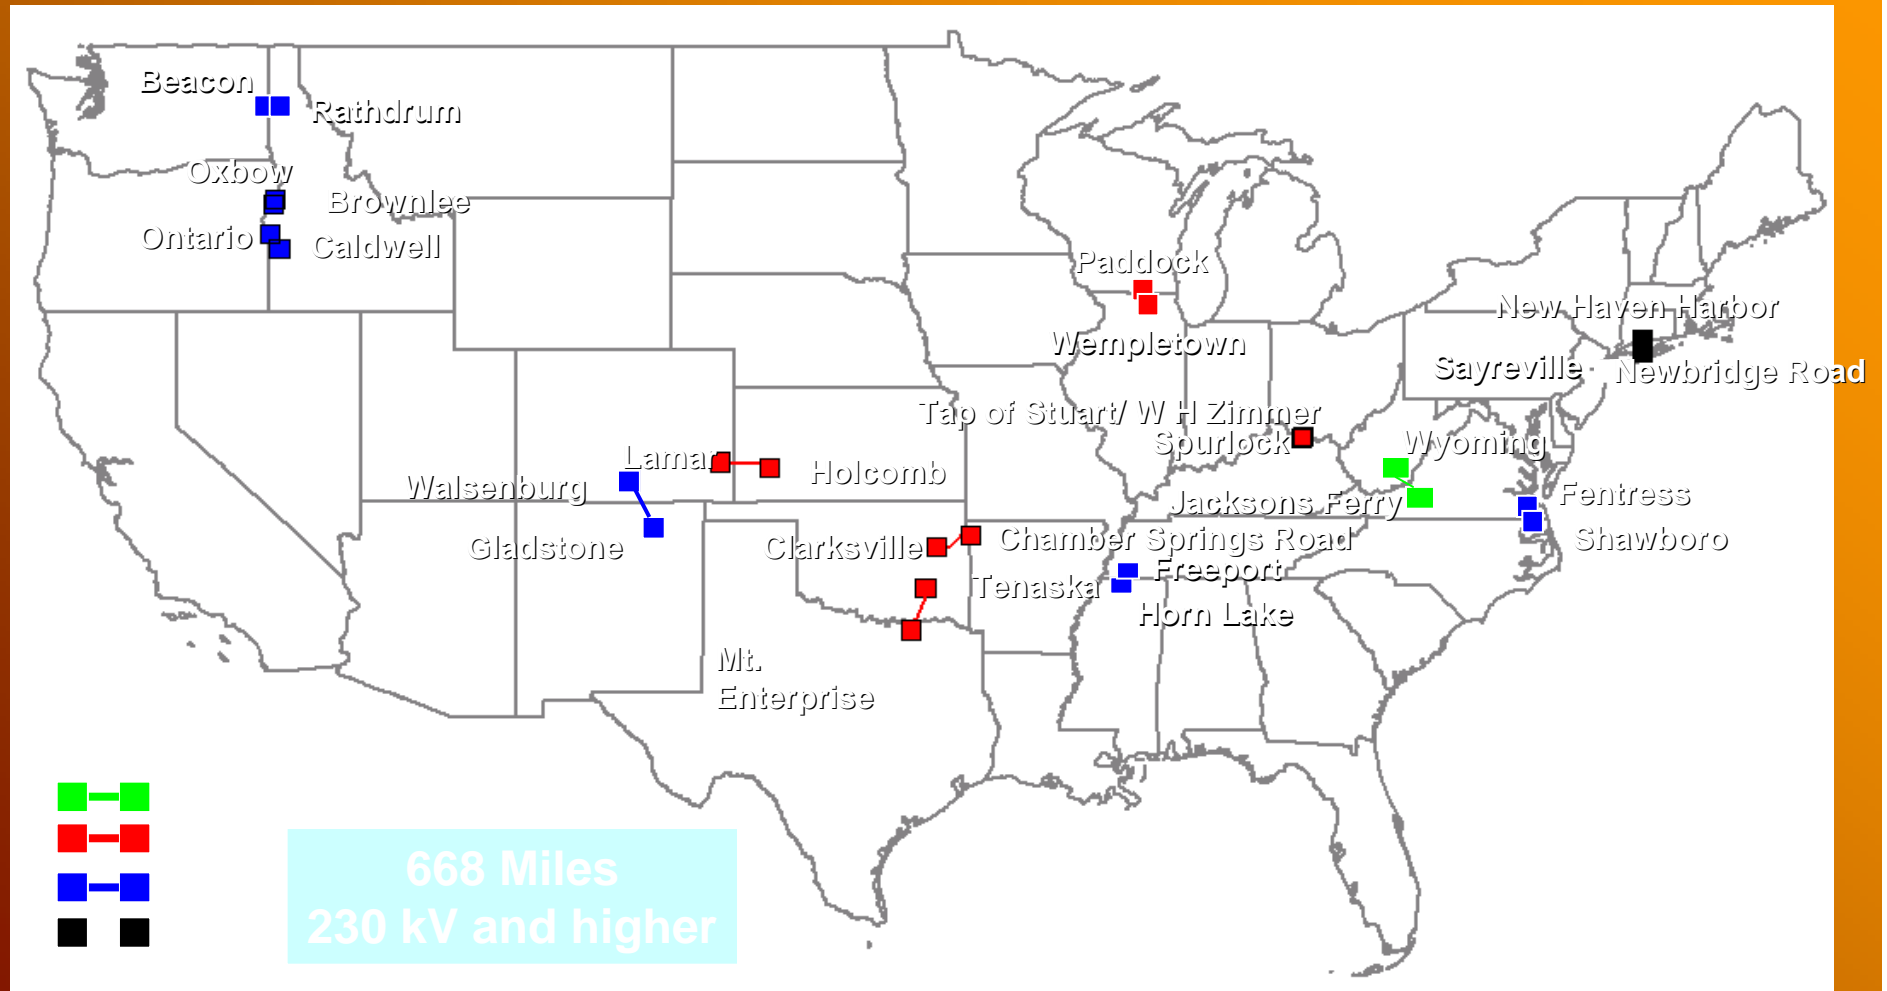 Beacon
Rathdrum
Oxbow
Brownlee
Ontario
Caldwell
Paddock
New Haven Harbor
Wempletown
Sayreville
Newbridge Road
Tap of Stuart/ W H Zimmer
Spurlock
Wyoming
Lamar
Holcomb
Walsenburg
Jacksons Ferry
Fentress
Gladstone
Clarksville
Chamber Springs Road
Shawboro
Freeport
Tenaska
Horn Lake
Mt.
Enterprise
668 Miles
230 kV and higher